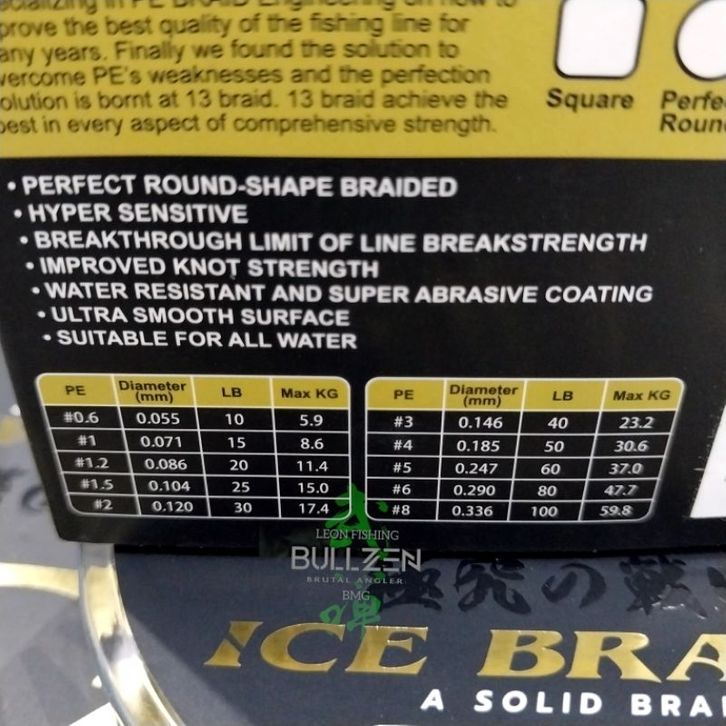 cializing in PE BRAID Engineering on how to
prove the best quality of the fishing line for
any years. Finally we found the solution to
vercome PE's weaknesses and the perfection
olution is bornt at 13 braid. 13 braid achieve the
best in every aspect of comprehensive strength.
Square Perfe
Roun
• PERFECT ROUND-SHAPE BRAIDED
• HYPER SENSITIVE
• BREAKTHROUGH LIMIT OF LINE BREAKSTRENGTH
• IMPROVED KNOT STRENGTH
• WATER RESISTANT AND SUPER ABRASIVE COATING
• ULTRA SMOOTH SURFACE
• SUITABLE FOR ALL WATER
PE Diameter (mm) LB Max KG
#0.6 0.055 10 5.9
#1 0.071 15 8.6
#1.2 0.086 20 11.4
#1.5 0.104 25 15.0
#2 0.120 30 17.4
PE Diameter (mm) LB Max KG
#3 0.146 40 23.2
#4 0.185 50 30.6
#5 0.247 60 37.0
#6 0.290 80 47.7
#8 0.336 100 59.8
LEON FISHING
BULLZEN
BRUTAL ANGLER
BMG
ICE BRA
A SOLID BRA